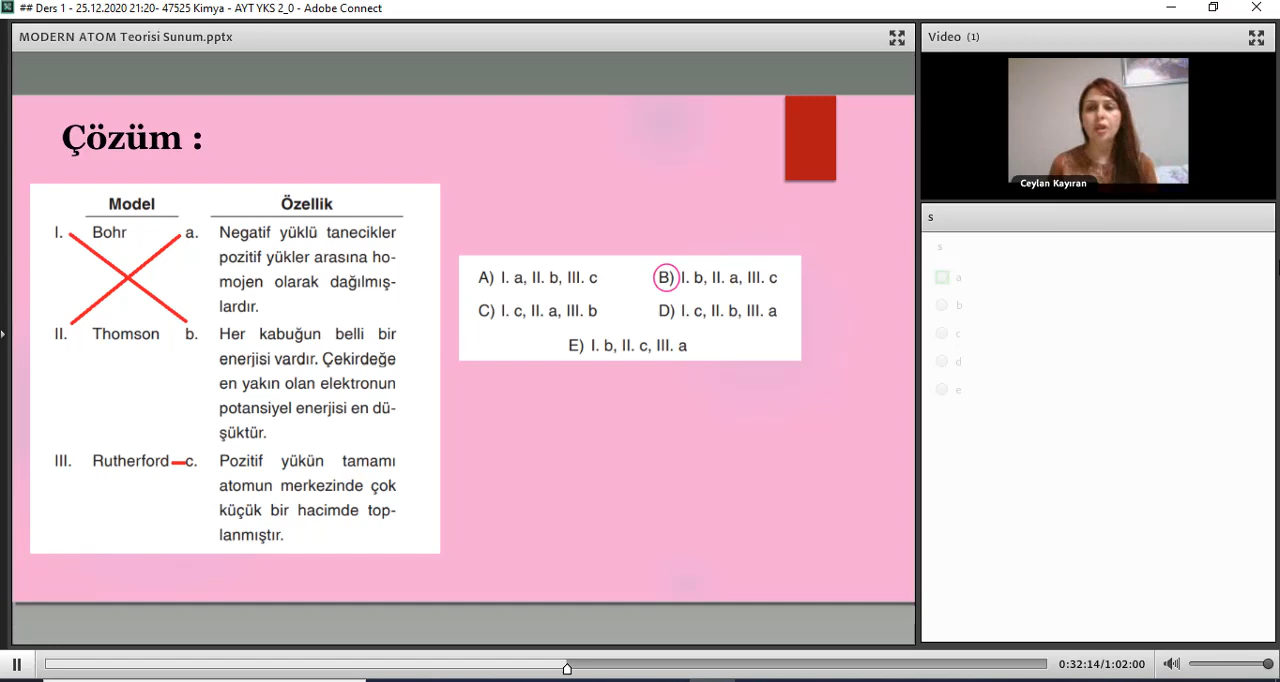 ## Ders 1 - 25.12.2020 21:20- 47525 Kimya - AYT YKS 2_0 - Adobe Connect
MODERN ATOM Teorisi Sunum.pptx
Çözüm :
Model Özellik
I. Bohr a. Negatif yüklü tanecikler
pozitif yükler arasına ho-
mojen olarak dağılmış-
lardır.
II. Thomson b. Her kabuğun belli bir
enerjisi vardır. Çekirdeğe
en yakın olan elektronun
potansiyel enerjisi en dü-
şüktür.
III. Rutherford c. Pozitif yükün tamamı
atomun merkezinde çok
küçük bir hacimde top-
lanmıştır.
A) I. a, II. b, III. c B) I. b, II. a, III. c
C) I. c, II. a, III. b D) I. c, II. b, III. a
E) I. b, II. c, III. a
Video (1)
Ceylan Kayıran
s
s
a
b
c
d
e
0:32:14/1:02:00